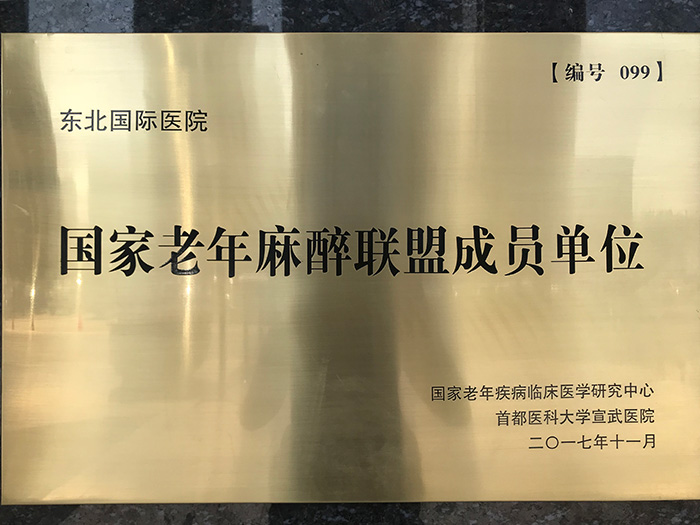 【编号 099】
东北国际医院
国家老年麻醉联盟成员单位
国家老年疾病临床医学研究中心
首都医科大学宣武医院
二〇一七年十一月